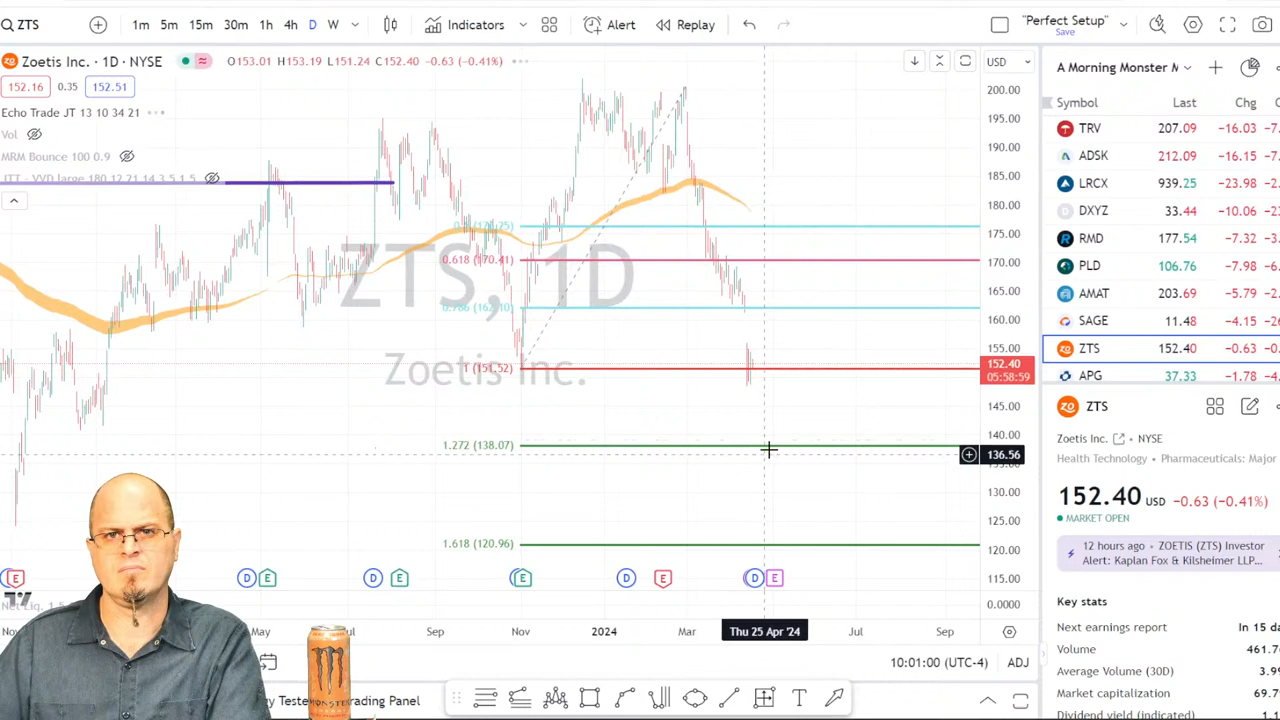 ZTS 1m 5m 15m 30m 1h 4h D W Indicators Alert Replay "Perfect Setup"
Save
Zoetis Inc. · 1D · NYSE O153.01 H153.19 L151.24 C152.40 −0.63 (−0.41%) USD
152.16 0.35 152.51
Echo Trade JT 13 10 34 21
Vol
MRM Bounce 100 0.9
200.00
195.00
190.00
185.00
180.00
175.00
170.00
165.00
160.00
155.00
152.40
05:58:59
145.00
140.00
136.56
130.00
125.00
120.00
115.00
0.0000
ZTS, 1D
Zoetis Inc.
0.618 (170.41)
1 (151.52)
1.272 (138.07)
1.618 (120.96)
D E D E E D E D E
May Sep Nov 2024 Mar Thu 25 Apr '24 Jul Sep
10:01:00 (UTC-4) ADJ
A Morning Monster
Symbol Last Chg
TRV 207.09 −16.03
ADSK 212.09 −16.15
LRCX 939.25 −23.98
DXYZ 33.44 −10.06
RMD 177.54 −7.32
PLD 106.76 −7.98
AMAT 203.69 −5.79
SAGE 11.48 −4.15
ZTS 152.40 −0.63
APG 37.33 −1.78
ZTS
Zoetis Inc. NYSE
Health Technology • Pharmaceuticals: Major
152.40 USD −0.63 (−0.41%)
MARKET OPEN
12 hours ago • ZOETIS (ZTS) Investor
Alert: Kaplan Fox & Kilsheimer LLP...
Key stats
Next earnings report In 15 
Volume 461.
Average Volume (30D) 3.9
Market capitalization 69.
Dividend yield (indicated) 1.
Trading Panel
MONSTER